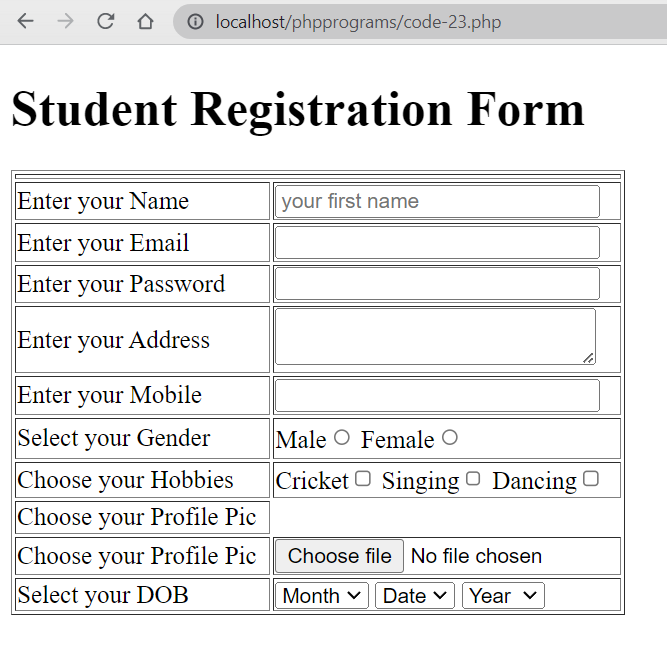 localhost/phpprograms/code-23.php
Student Registration Form
Enter your Name your first name
Enter your Email
Enter your Password
Enter your Address
Enter your Mobile
Select your Gender Male Female
Choose your Hobbies Cricket Singing Dancing
Choose your Profile Pic
Choose your Profile Pic Choose file No file chosen
Select your DOB Month Date Year